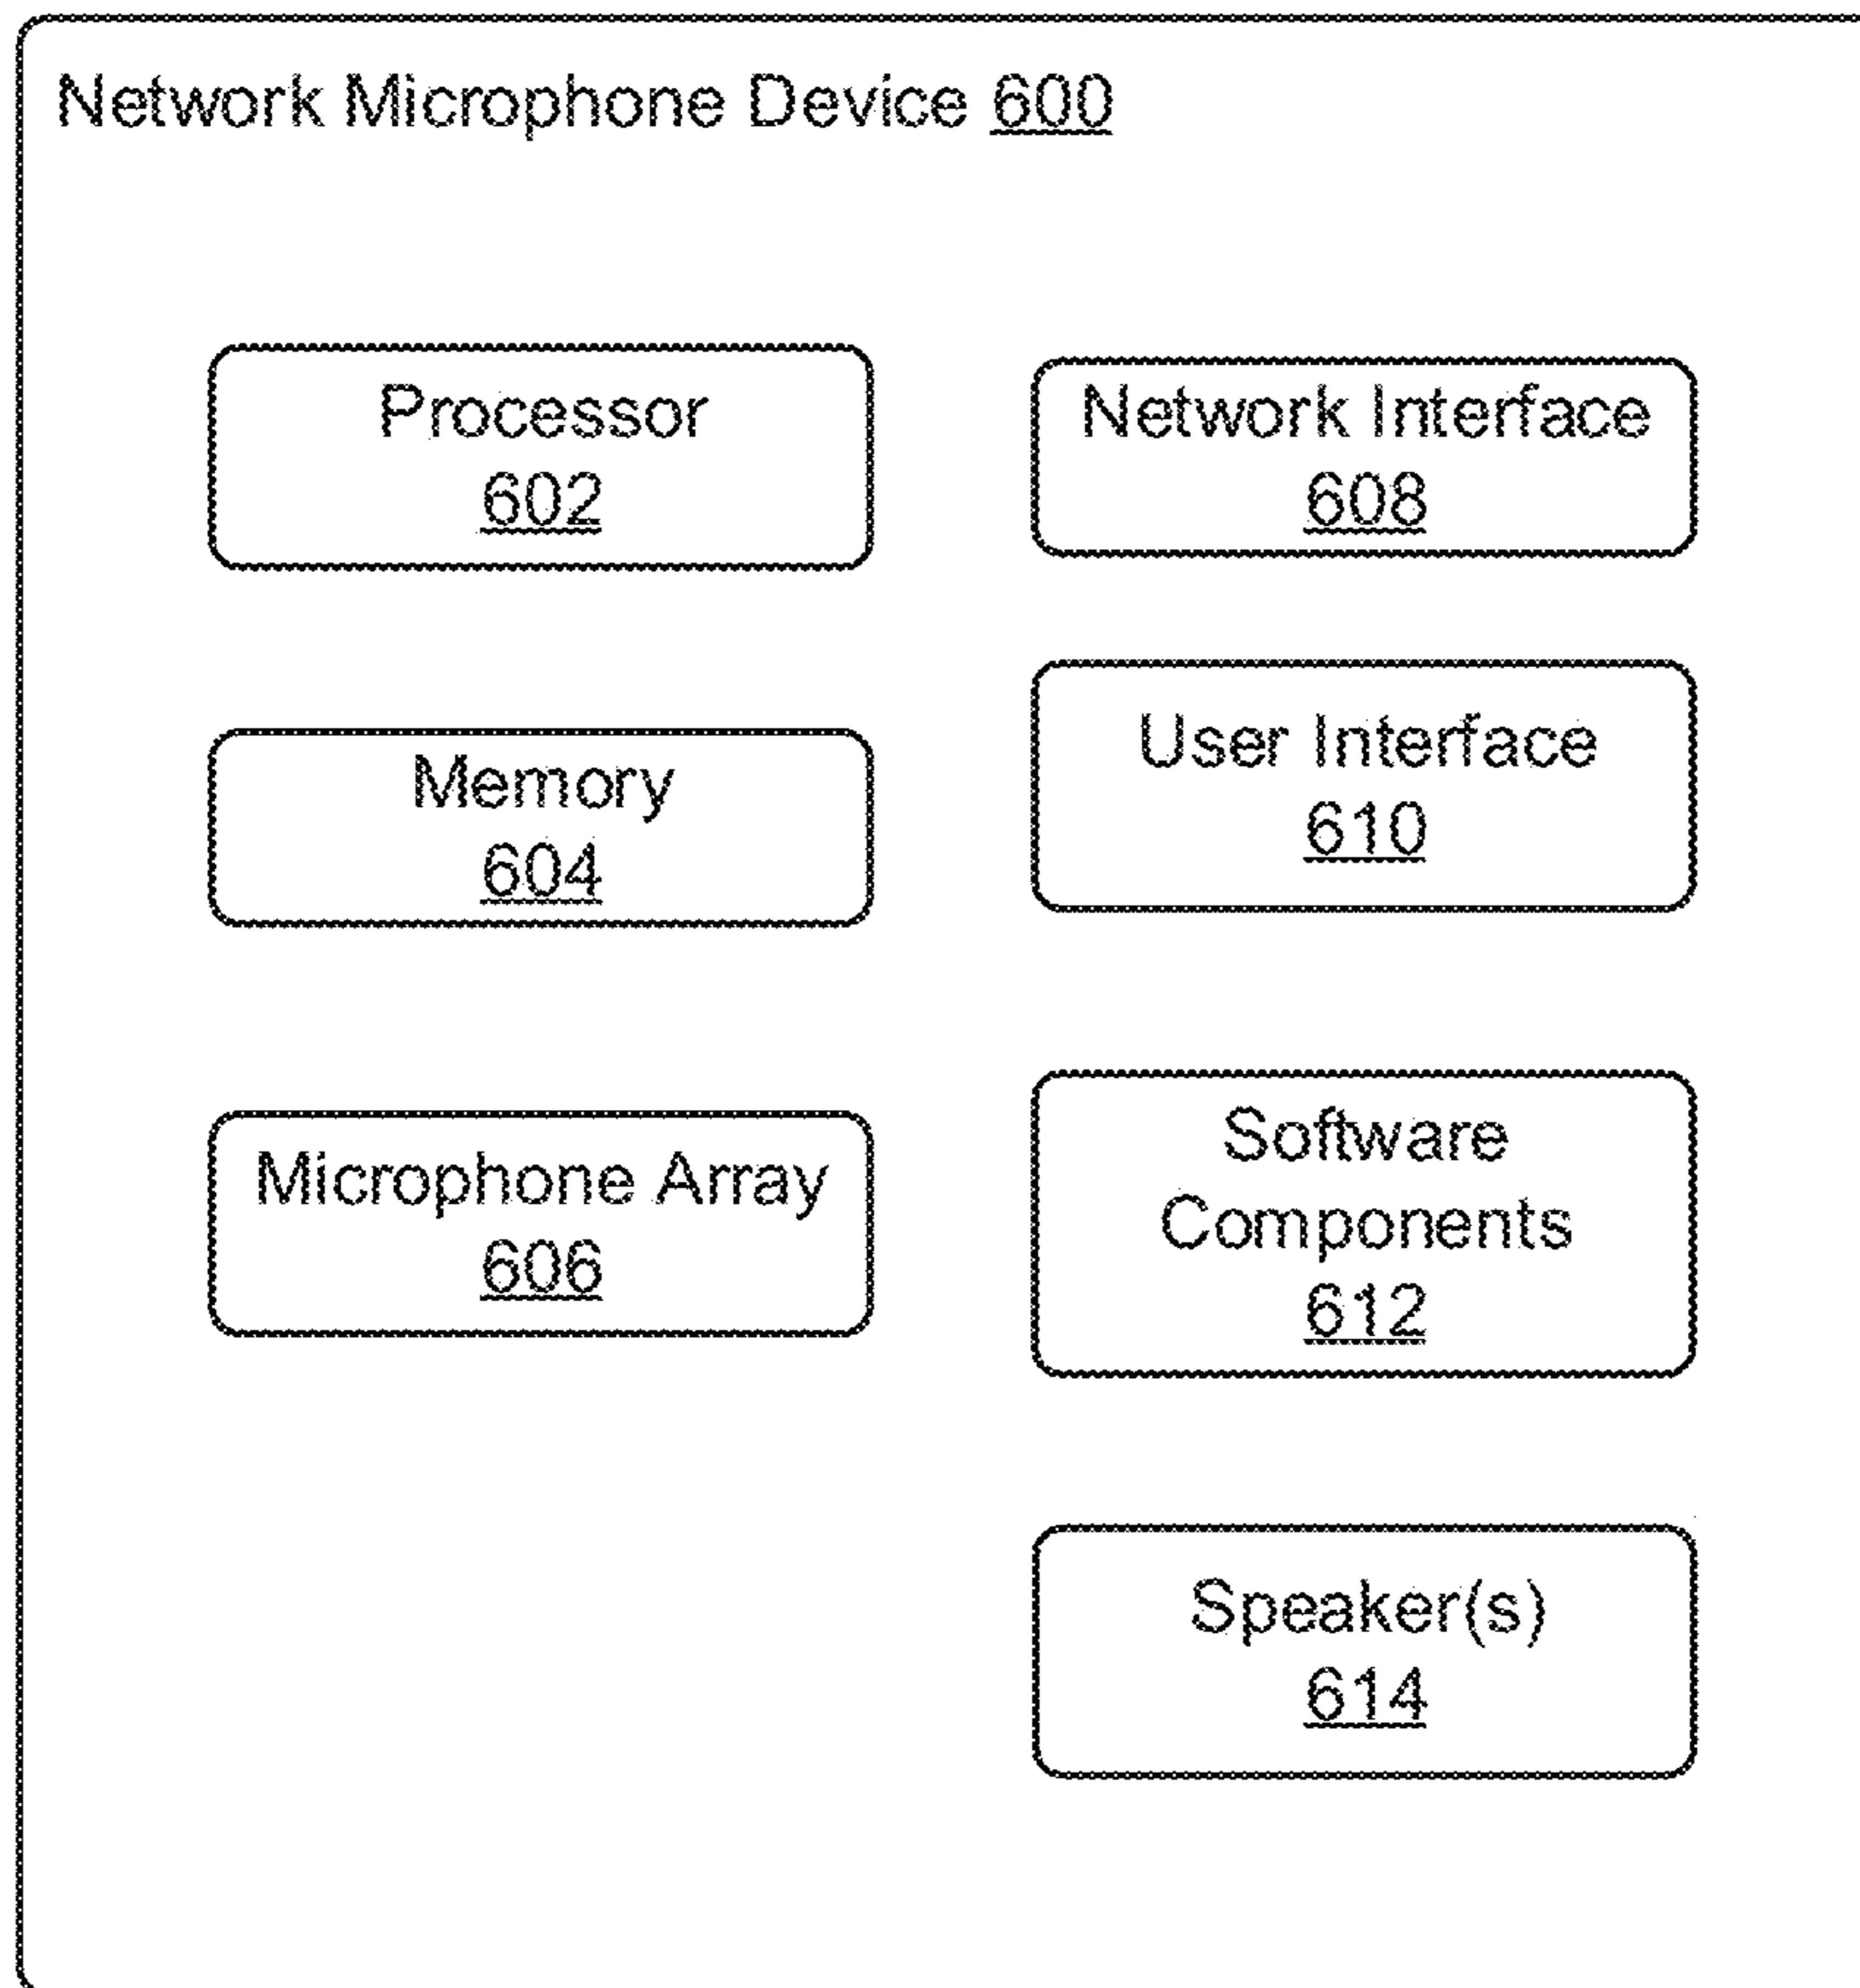 Network Microphone Device 600
Processor
602
Memory
604
Microphone Array
606
Network Interface
608
User Interface
610
Software
Components
612
Speaker(s)
614